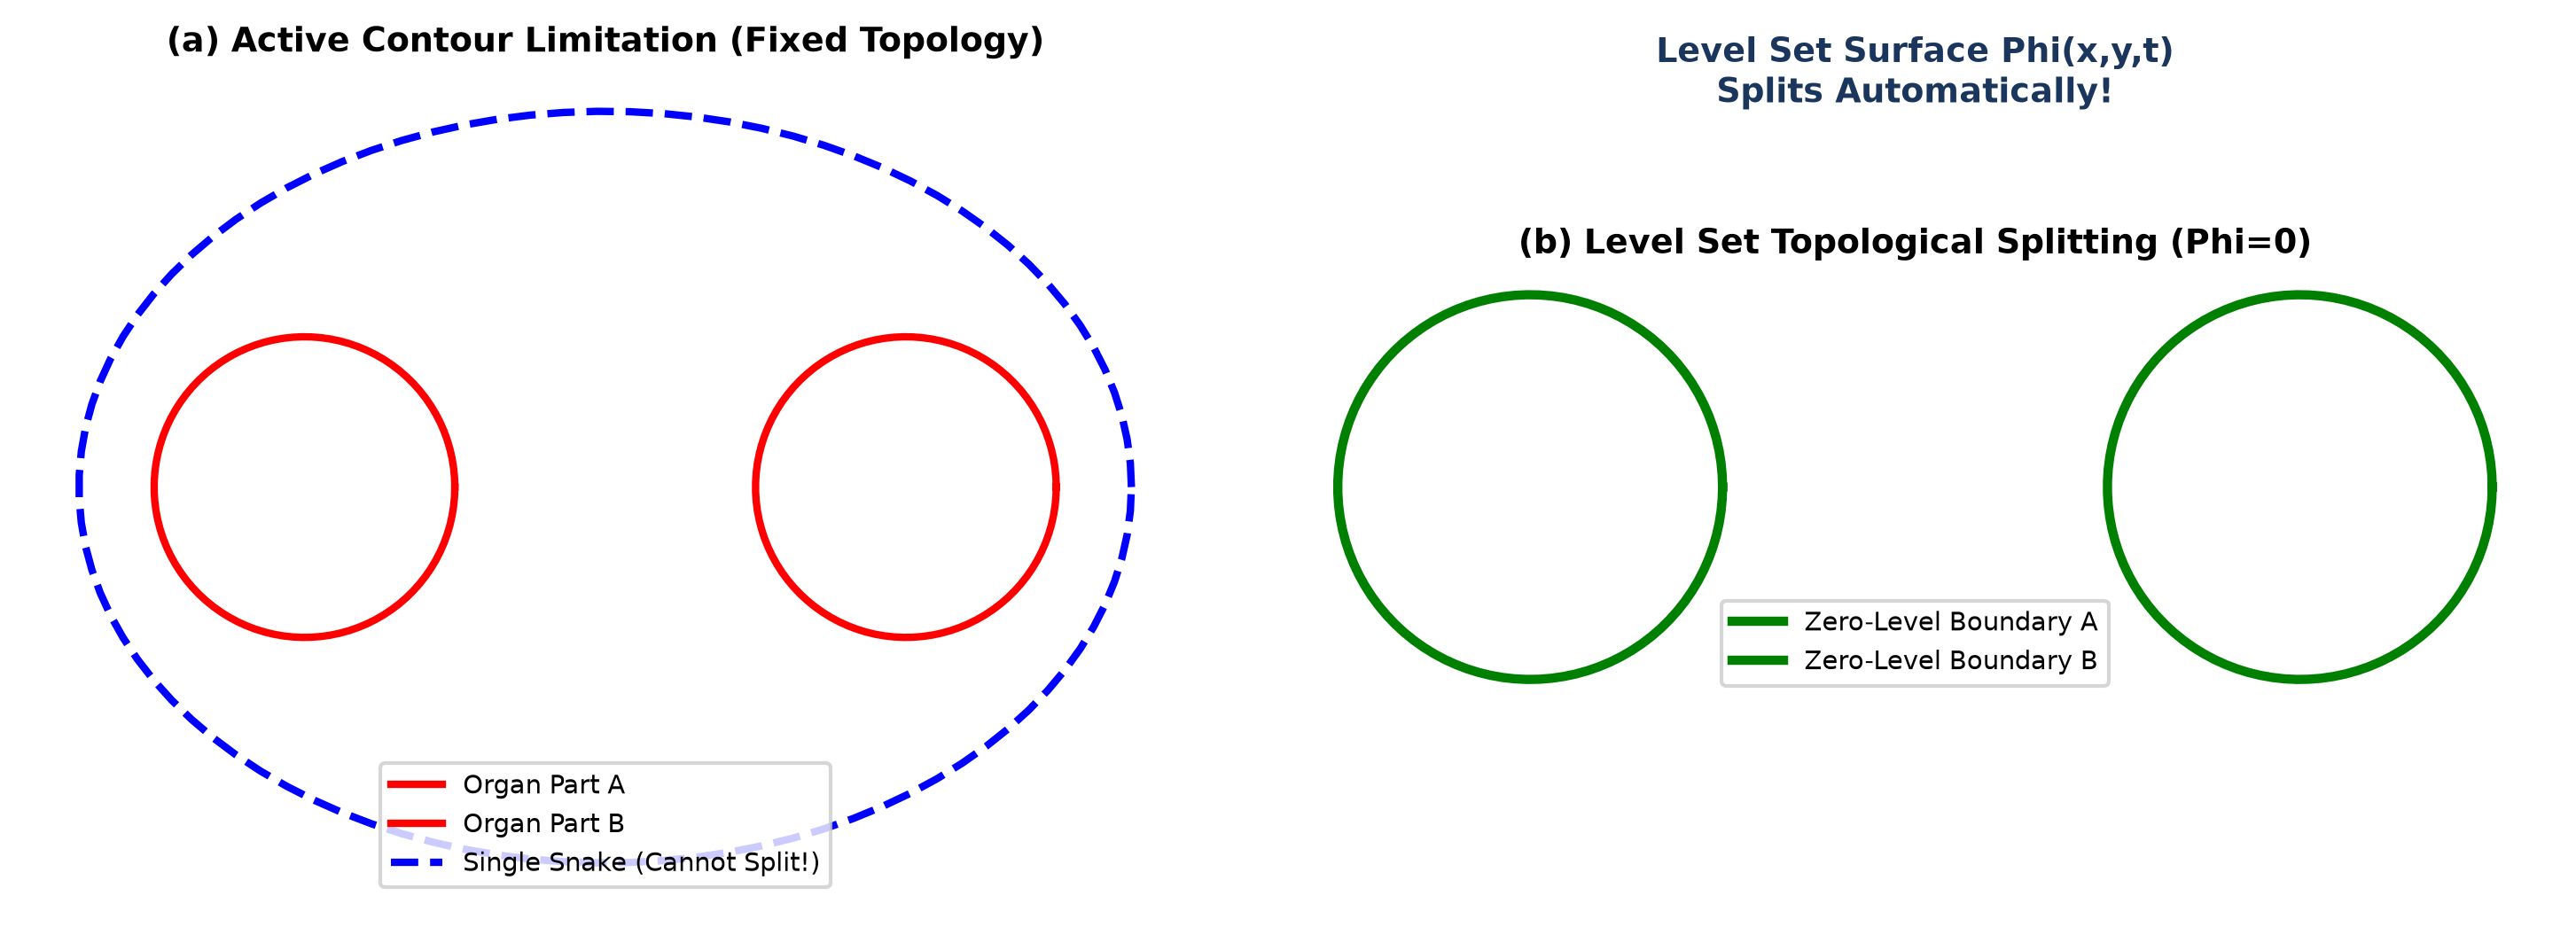 (a) Active Contour Limitation (Fixed Topology)
Organ Part A
Organ Part B
Single Snake (Cannot Split!)
Level Set Surface Phi(x,y,t)
Splits Automatically!
(b) Level Set Topological Splitting (Phi=0)
Zero-Level Boundary A
Zero-Level Boundary B